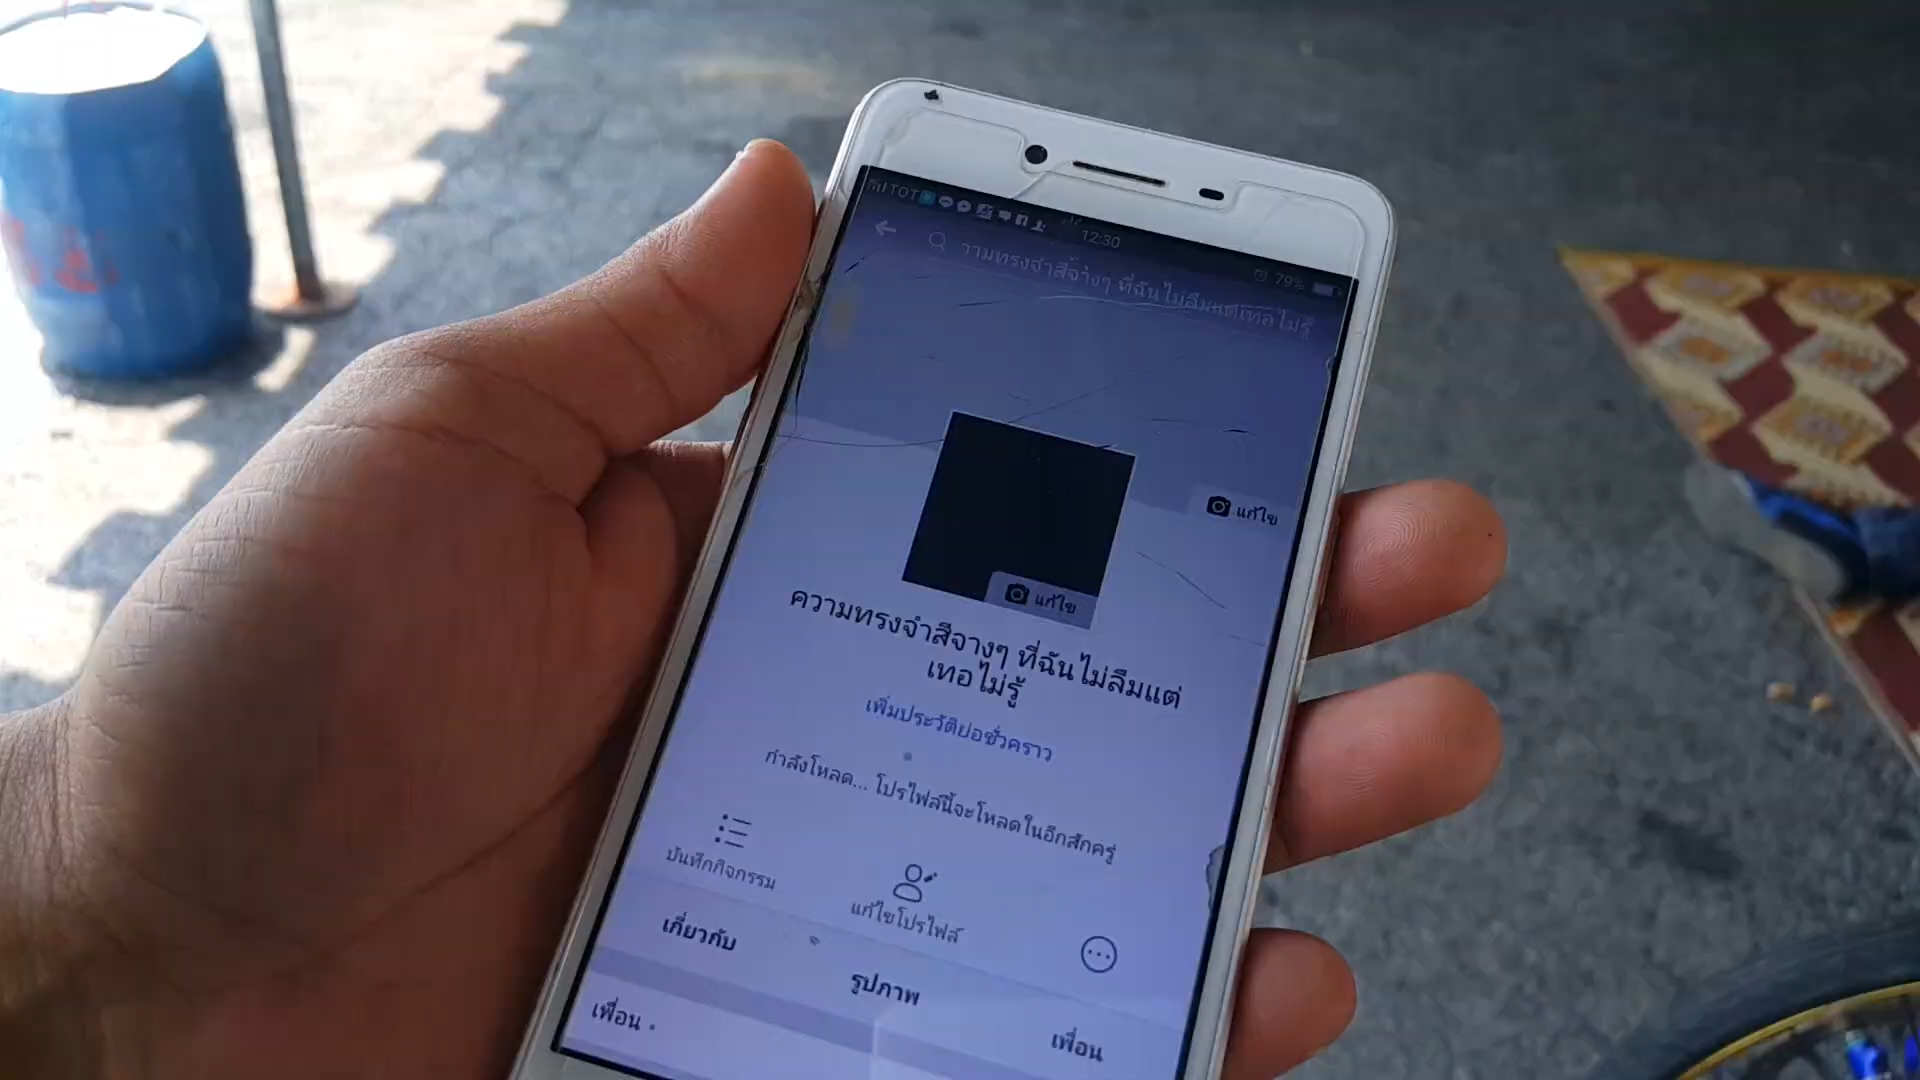 TOT 12:30 79%
วามทรงจำสีจางๆ ที่ฉันไม่ลืมแต่เทอไม่รู้
แก้ไข
แก้ไข
ความทรงจำสีจางๆ ที่ฉันไม่ลืมแต่
เทอไม่รู้
เพิ่มประวัติย่อชั่วคราว
กำลังโหลด... โปรไฟล์นี้จะโหลดในอีกสักครู่
บันทึกกิจกรรม
แก้ไขโปรไฟล์
เกี่ยวกับ
รูปภาพ
เพื่อน
เพื่อน